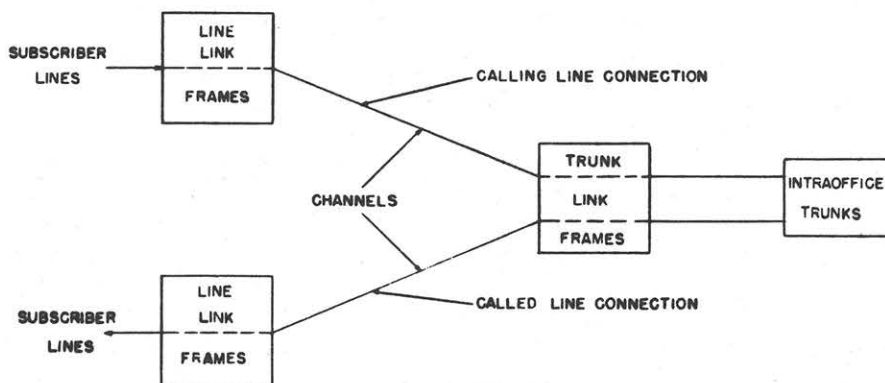 LINE
LINK
FRAMES
SUBSCRIBER
LINES
CALLING LINE CONNECTION
CHANNELS
TRUNK
LINK
FRAMES
INTRAOFFICE
TRUNKS
CALLED LINE CONNECTION
LINE
LINK
FRAMES
SUBSCRIBER
LINES